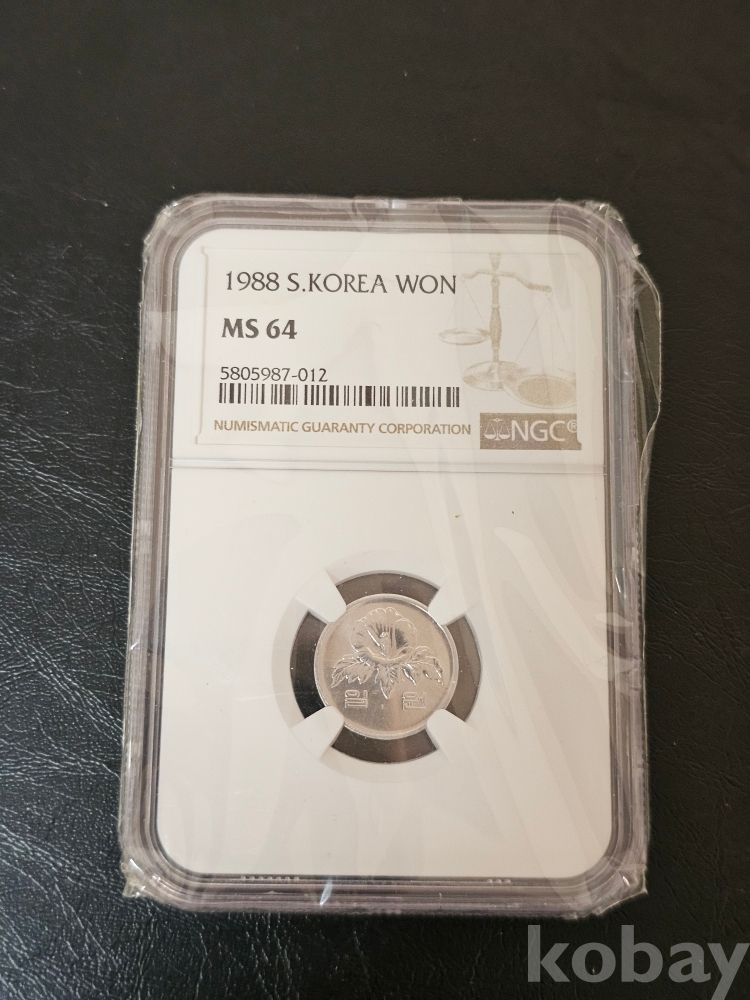 1988 S.KOREA WON
MS 64
5805987-012
NUMISMATIC GUARANTY CORPORATION
NGC
일 원
kobay